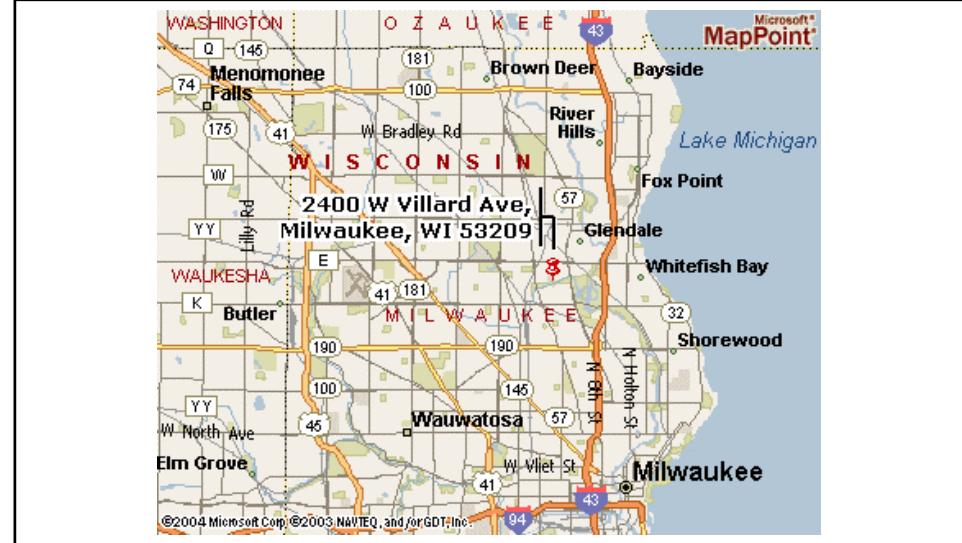 WASHINGTON
O Z A U K E E
43
Microsoft®
MapPoint®
Q
145
181
Brown Deer
Bayside
Menomonee
Falls
74
100
175
41
W Bradley Rd
River
Hills
Lake Michigan
W I S C O N S I N
W
Fox Point
57
2400 W Villard Ave,
Milwaukee, WI 53209
YY
Lilly Rd
Glendale
E
Whitefish Bay
WAUKESHA
41
181
K
Butler
M I L W A U K E E
32
Shorewood
190
190
N Holton St
N 6th St
100
145
YY
45
Wauwatosa
57
W North Ave
Elm Grove
W Vliet St
Milwaukee
41
43
94
©2004 Microsoft Corp ©2003 NAVTEQ, and/or GDT, Inc.